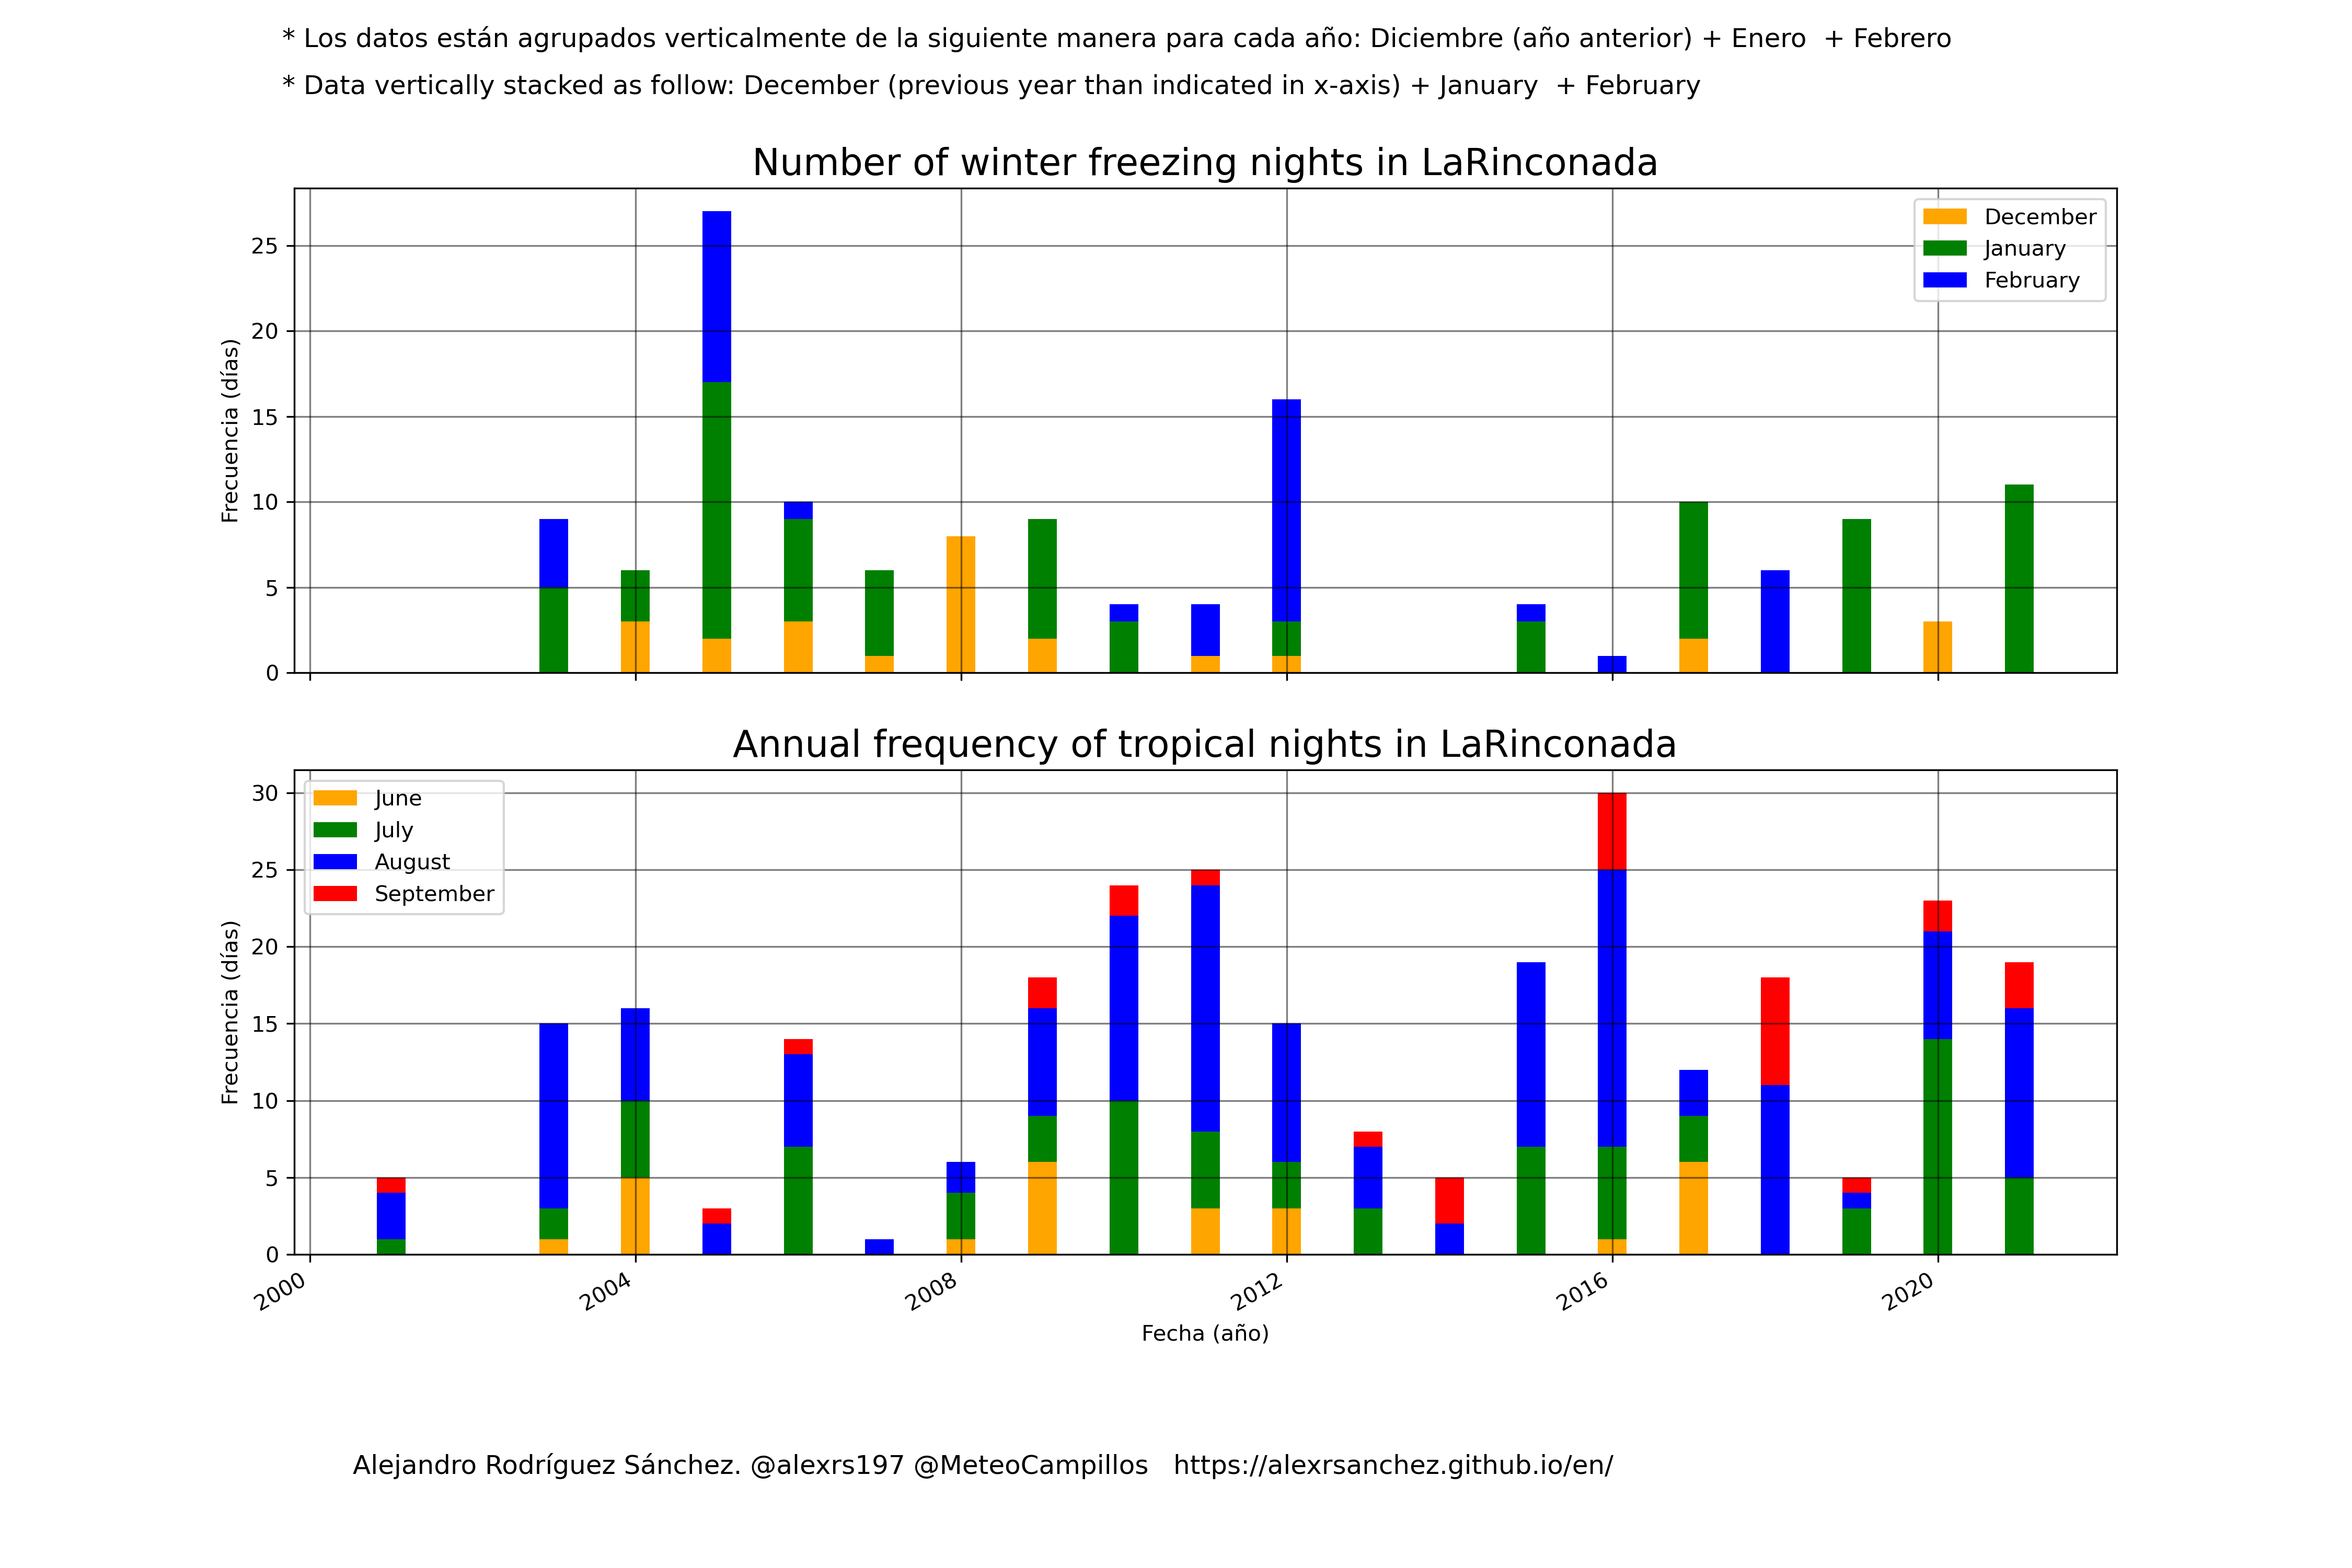 * Los datos están agrupados verticalmente de la siguiente manera para cada año: Diciembre (año anterior) + Enero  + Febrero
* Data vertically stacked as follow: December (previous year than indicated in x-axis) + January  + February
Number of winter freezing nights in LaRinconada
Frecuencia (días)
25
20
15
10
5
0
December
January
February
Annual frequency of tropical nights in LaRinconada
Frecuencia (días)
30
25
20
15
10
5
0
June
July
August
September
2000
2004
2008
2012
2016
2020
Fecha (año)
Alejandro Rodríguez Sánchez. @alexrs197 @MeteoCampillos   https://alexrsanchez.github.io/en/